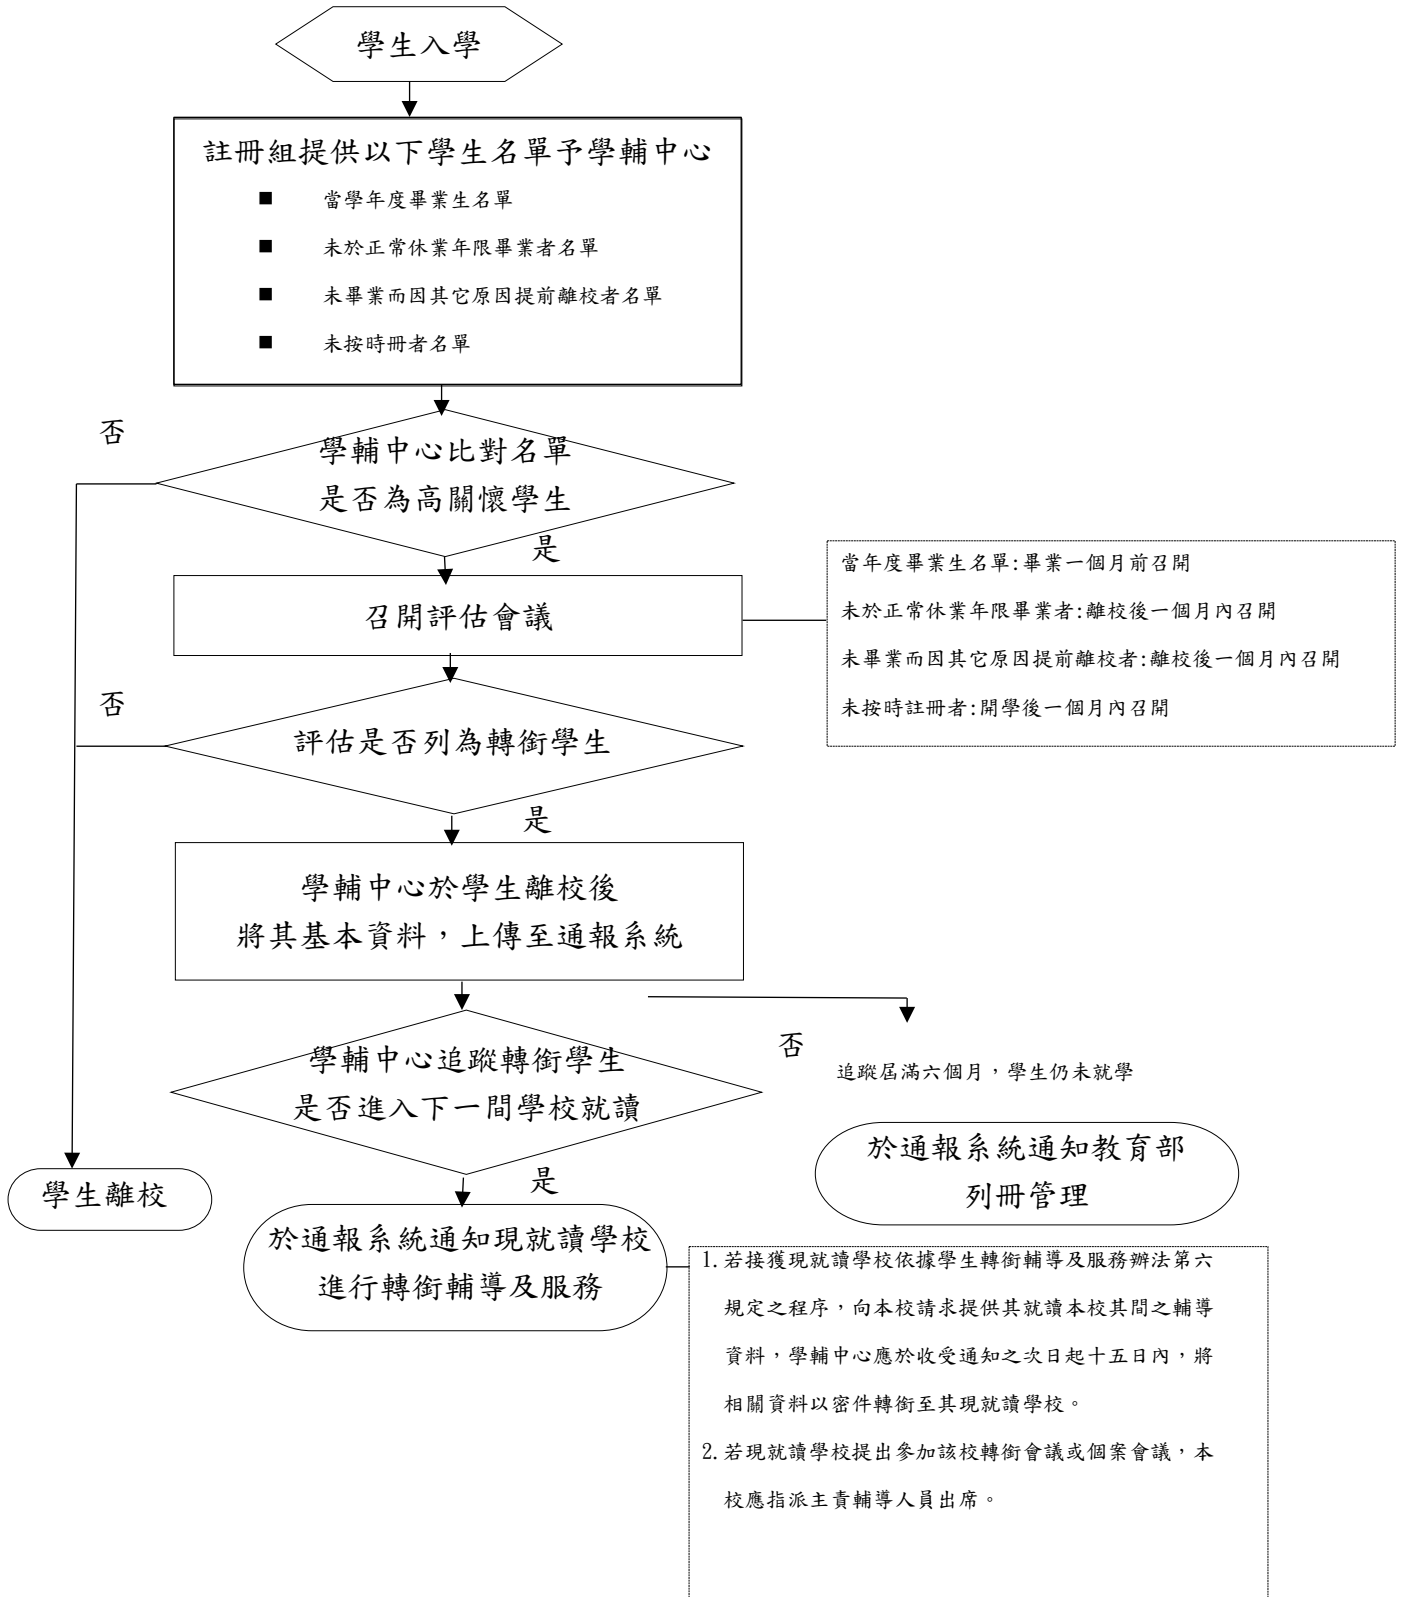 學生入學
註冊組提供以下學生名單予學輔中心
■ 當學年度畢業生名單
■ 未於正常休業年限畢業者名單
■ 未畢業而因其它原因提前離校者名單
■ 未按時冊者名單
否
學輔中心比對名單
是否為高關懷學生
是
召開評估會議
當年度畢業生名單:畢業一個月前召開
未於正常休業年限畢業者:離校後一個月內召開
未畢業而因其它原因提前離校者:離校後一個月內召開
未按時註冊者:開學後一個月內召開
否
評估是否列為轉銜學生
是
學輔中心於學生離校後
將其基本資料，上傳至通報系統
學輔中心追蹤轉銜學生
是否進入下一間學校就讀
否
追蹤屆滿六個月，學生仍未就學
於通報系統通知教育部
列冊管理
學生離校
是
於通報系統通知現就讀學校
進行轉銜輔導及服務
1.若接獲現就讀學校依據學生轉銜輔導及服務辦法第六
規定之程序，向本校請求提供其就讀本校其間之輔導
資料，學輔中心應於收受通知之次日起十五日內，將
相關資料以密件轉銜至其現就讀學校。
2.若現就讀學校提出參加該校轉銜會議或個案會議，本
校應指派主責輔導人員出席。